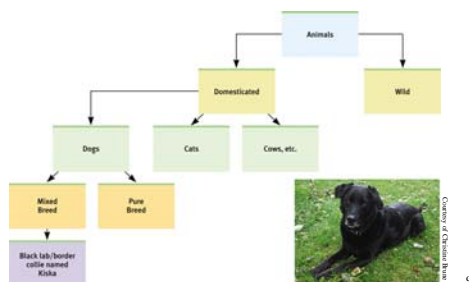 Animals
Domesticated
Wild
Dogs
Cats
Cows, etc.
Mixed
Breed
Pure
Breed
Black lab/border
collie named
Kiska
Courtesy of Christine Brune